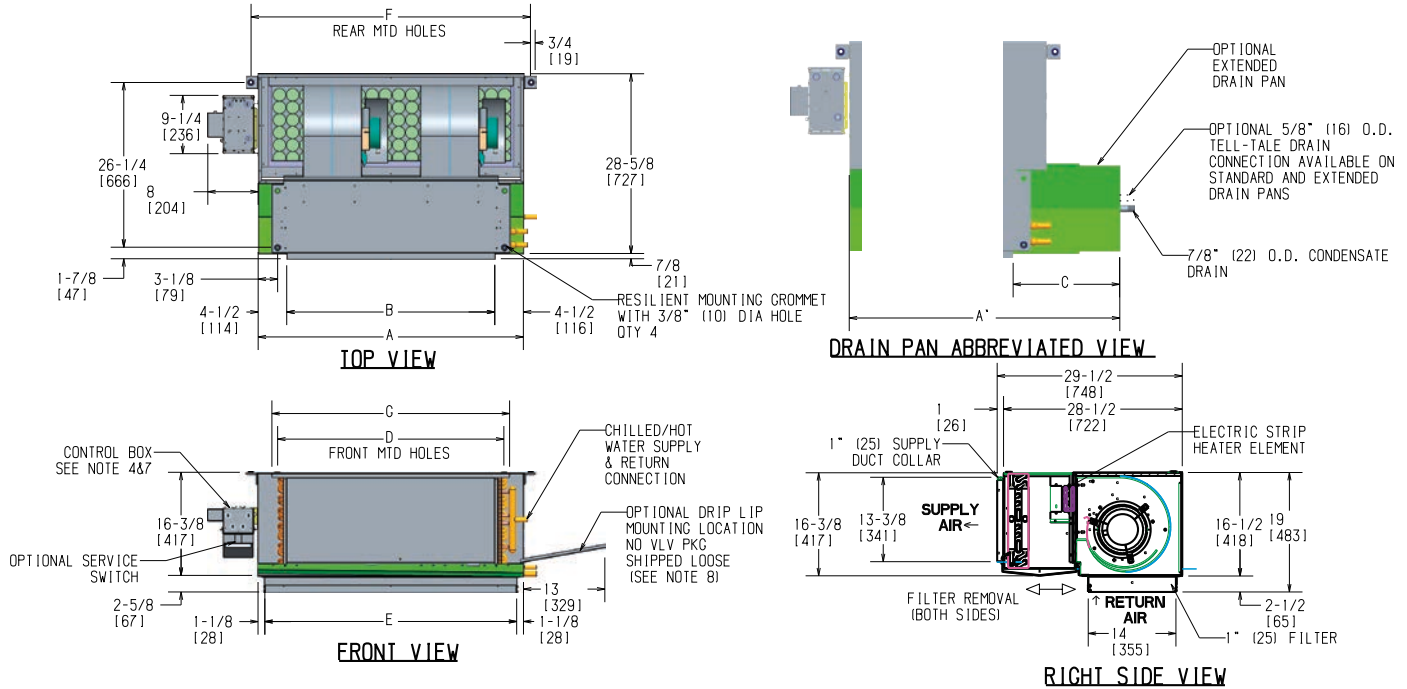 F
REAR MTD HOLES
3/4
[19]
9-1/4
[236]
26-1/4
[666]
8
[204]
28-5/8
[727]
1-7/8
[47]
3-1/8
[79]
4-1/2
[114]
B
A
7/8
[21]
4-1/2
[116]
RESILIENT MOUNTING GROMMET
WITH 3/8" (10) DIA HOLE
QTY 4
TOP VIEW
OPTIONAL
EXTENDED
DRAIN PAN
OPTIONAL 5/8" (16) O.D.
TELL-TALE DRAIN
CONNECTION AVAILABLE ON
STANDARD AND EXTENDED
DRAIN PANS
7/8" (22) O.D. CONDENSATE
DRAIN
C
A'
DRAIN PAN ABBREVIATED VIEW
G
D
FRONT MTD HOLES
CONTROL BOX
SEE NOTE 4&7
16-3/8
[417]
OPTIONAL SERVICE
SWITCH
2-5/8
[67]
1-1/8
[28]
E
1-1/8
[28]
13
[329]
CHILLED/HOT
WATER SUPPLY
& RETURN
CONNECTION
OPTIONAL DRIP LIP
MOUNTING LOCATION
NO VLV PKG
SHIPPED LOOSE
(SEE NOTE 8)
FRONT VIEW
29-1/2
[748]
1
[26]
28-1/2
[722]
1" (25) SUPPLY
DUCT COLLAR
ELECTRIC STRIP
HEATER ELEMENT
SUPPLY
AIR←
16-3/8
[417]
13-3/8
[341]
16-1/2
[418]
19
[483]
FILTER REMOVAL
(BOTH SIDES)
↑ RETURN
AIR
14
[355]
2-1/2
[65]
1" (25) FILTER
RIGHT SIDE VIEW